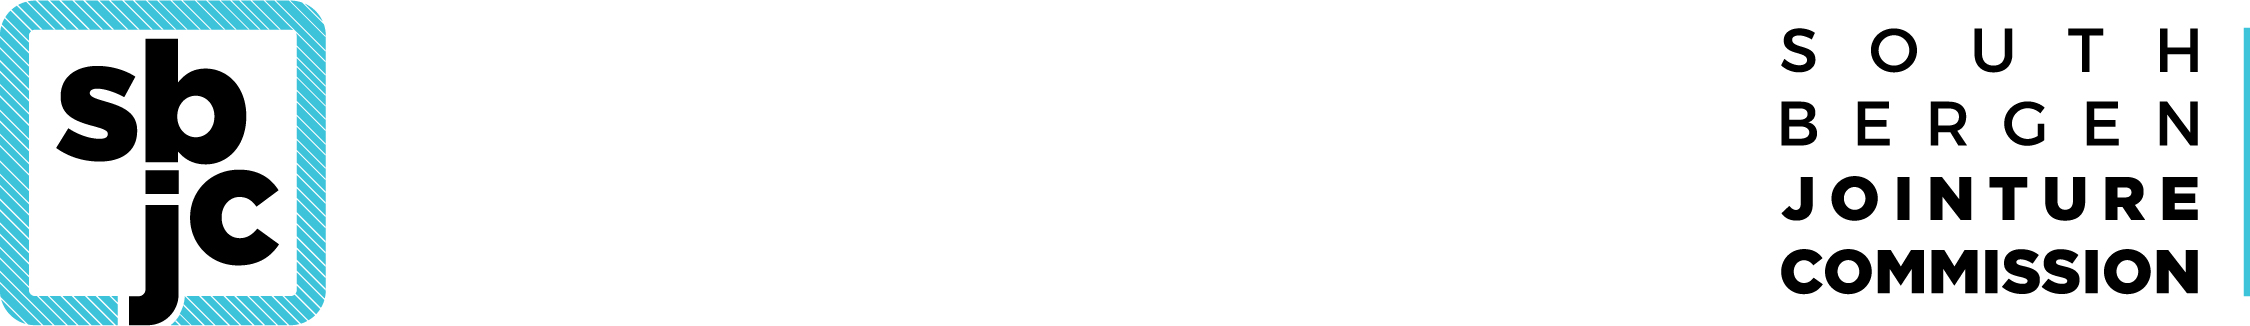 sb
jc
SOUTH
BERGEN
JOINTURE
COMMISSION